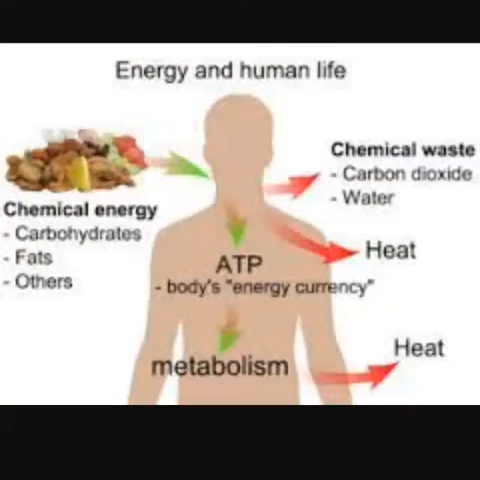 Energy and human life
Chemical energy
- Carbohydrates
- Fats
- Others
Chemical waste
- Carbon dioxide
- Water
Heat
ATP
- body's "energy currency"
metabolism
Heat